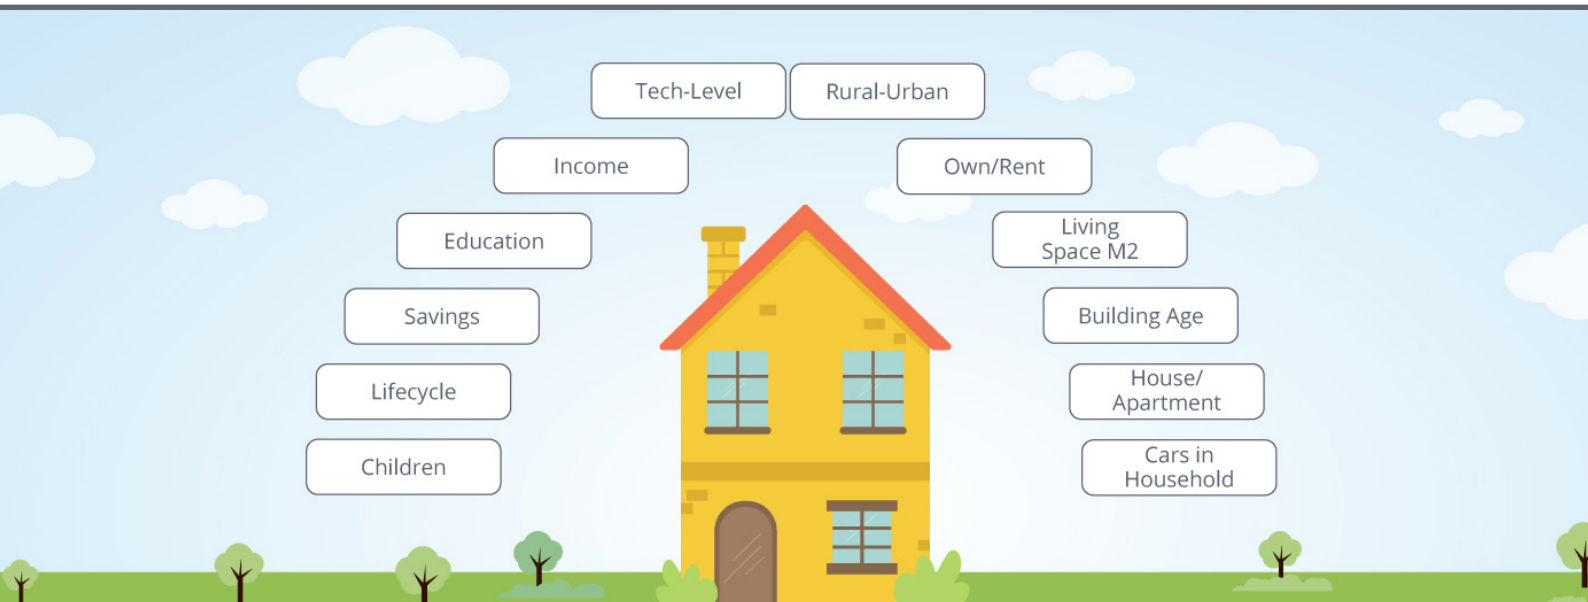 Tech-Level
Rural-Urban
Income
Own/Rent
Education
Living
Space M2
Savings
Building Age
Lifecycle
House/
Apartment
Children
Cars in
Household